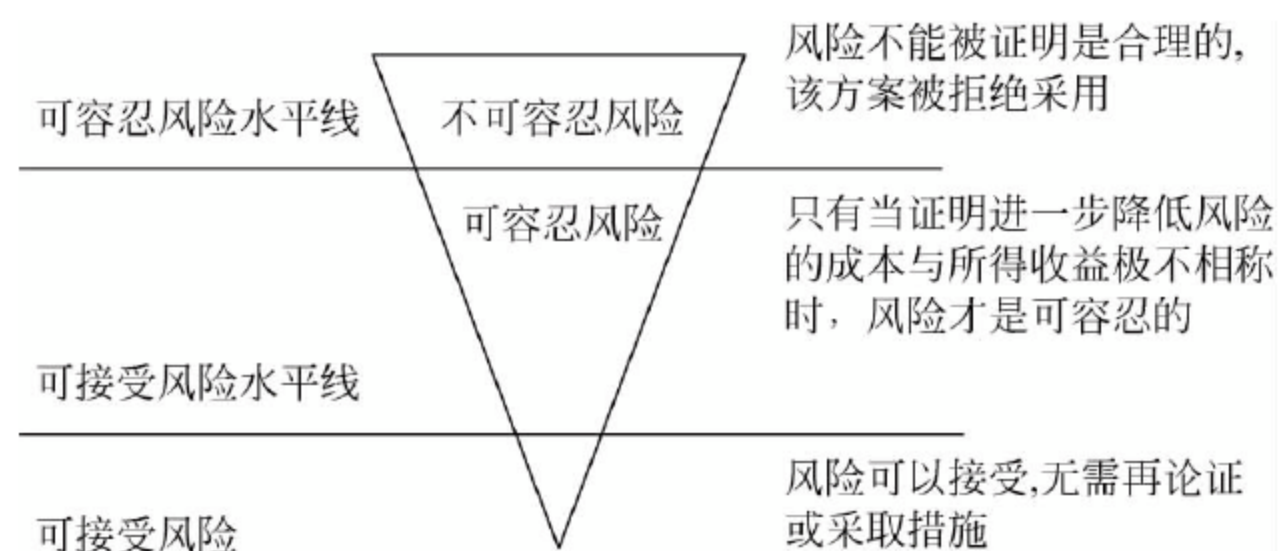 风险不能被证明是合理的,
该方案被拒绝采用
可容忍风险水平线
不可容忍风险
可容忍风险
只有当证明进一步降低风险
的成本与所得收益极不相称
时，风险才是可容忍的
可接受风险水平线
风险可以接受,无需再论证
或采取措施
可接受风险